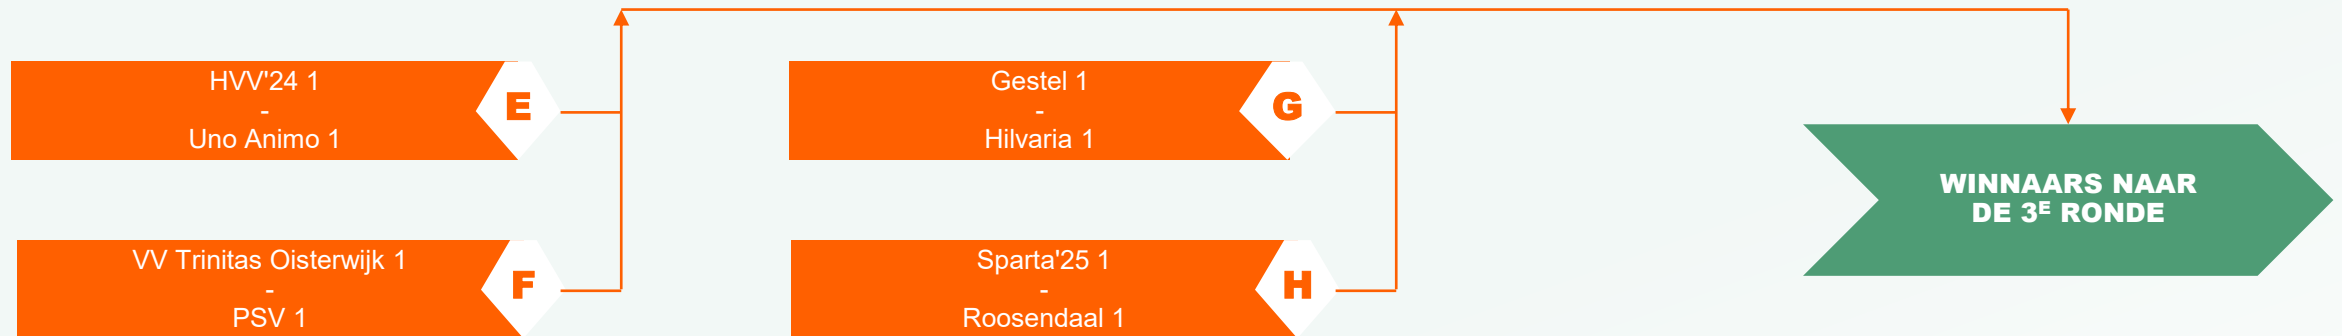 HVV'24 1
-
Uno Animo 1
E
Gestel 1
-
Hilvaria 1
G
VV Trinitas Oisterwijk 1
-
PSV 1
F
Sparta'25 1
-
Roosendaal 1
H
WINNAARS NAAR
DE 3E RONDE